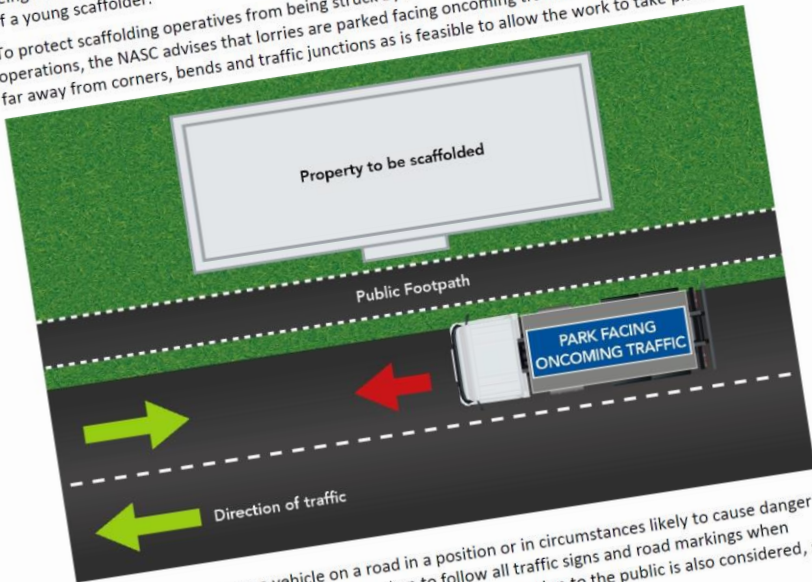 f a young scaffolder.
To protect scaffolding operatives from being struck
operations, the NASC advises that lorries are parked facing oncoming
far away from corners, bends and traffic junctions as is feasible to allow the work to take
Property to be scaffolded
Public Footpath
PARK FACING
ONCOMING TRAFFIC
Direction of traffic
vehicle on a road in a position or in circumstances likely to cause danger
to follow all traffic signs and road markings when
to the public is also considered,